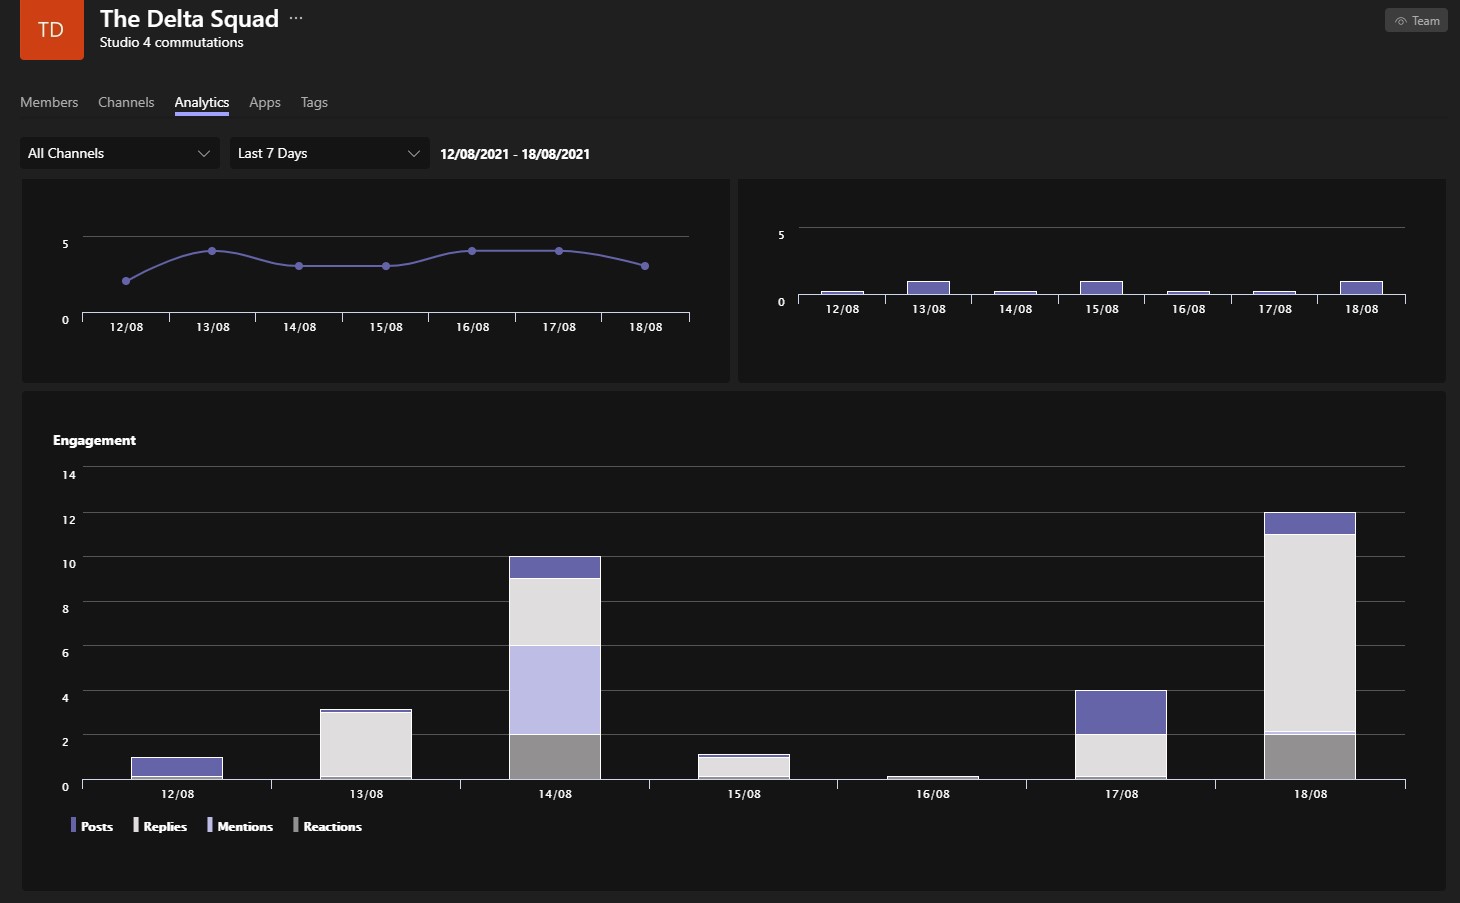 TD
The Delta Squad ...
Studio 4 commutations
Team
Members Channels Analytics Apps Tags
All Channels
Last 7 Days
12/08/2021 - 18/08/2021
5
0
12/08 13/08 14/08 15/08 16/08 17/08 18/08
5
0
12/08 13/08 14/08 15/08 16/08 17/08 18/08
Engagement
14
12
10
8
6
4
2
0
12/08 13/08 14/08 15/08 16/08 17/08 18/08
Posts Replies Mentions Reactions